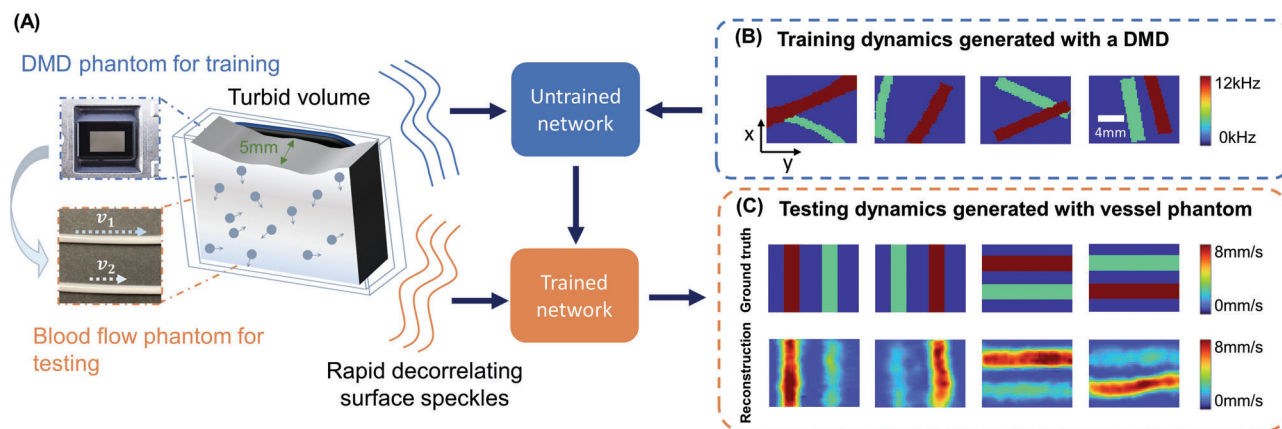 (A)
DMD phantom for training
Turbid volume
5mm
v1
v2
Blood flow phantom for
testing
Rapid decorrelating
surface speckles
Untrained
network
Trained
network
(B) Training dynamics generated with a DMD
x
y
4mm
12kHz
0kHz
(C) Testing dynamics generated with vessel phantom
Ground truth
8mm/s
0mm/s
Reconstruction
8mm/s
0mm/s